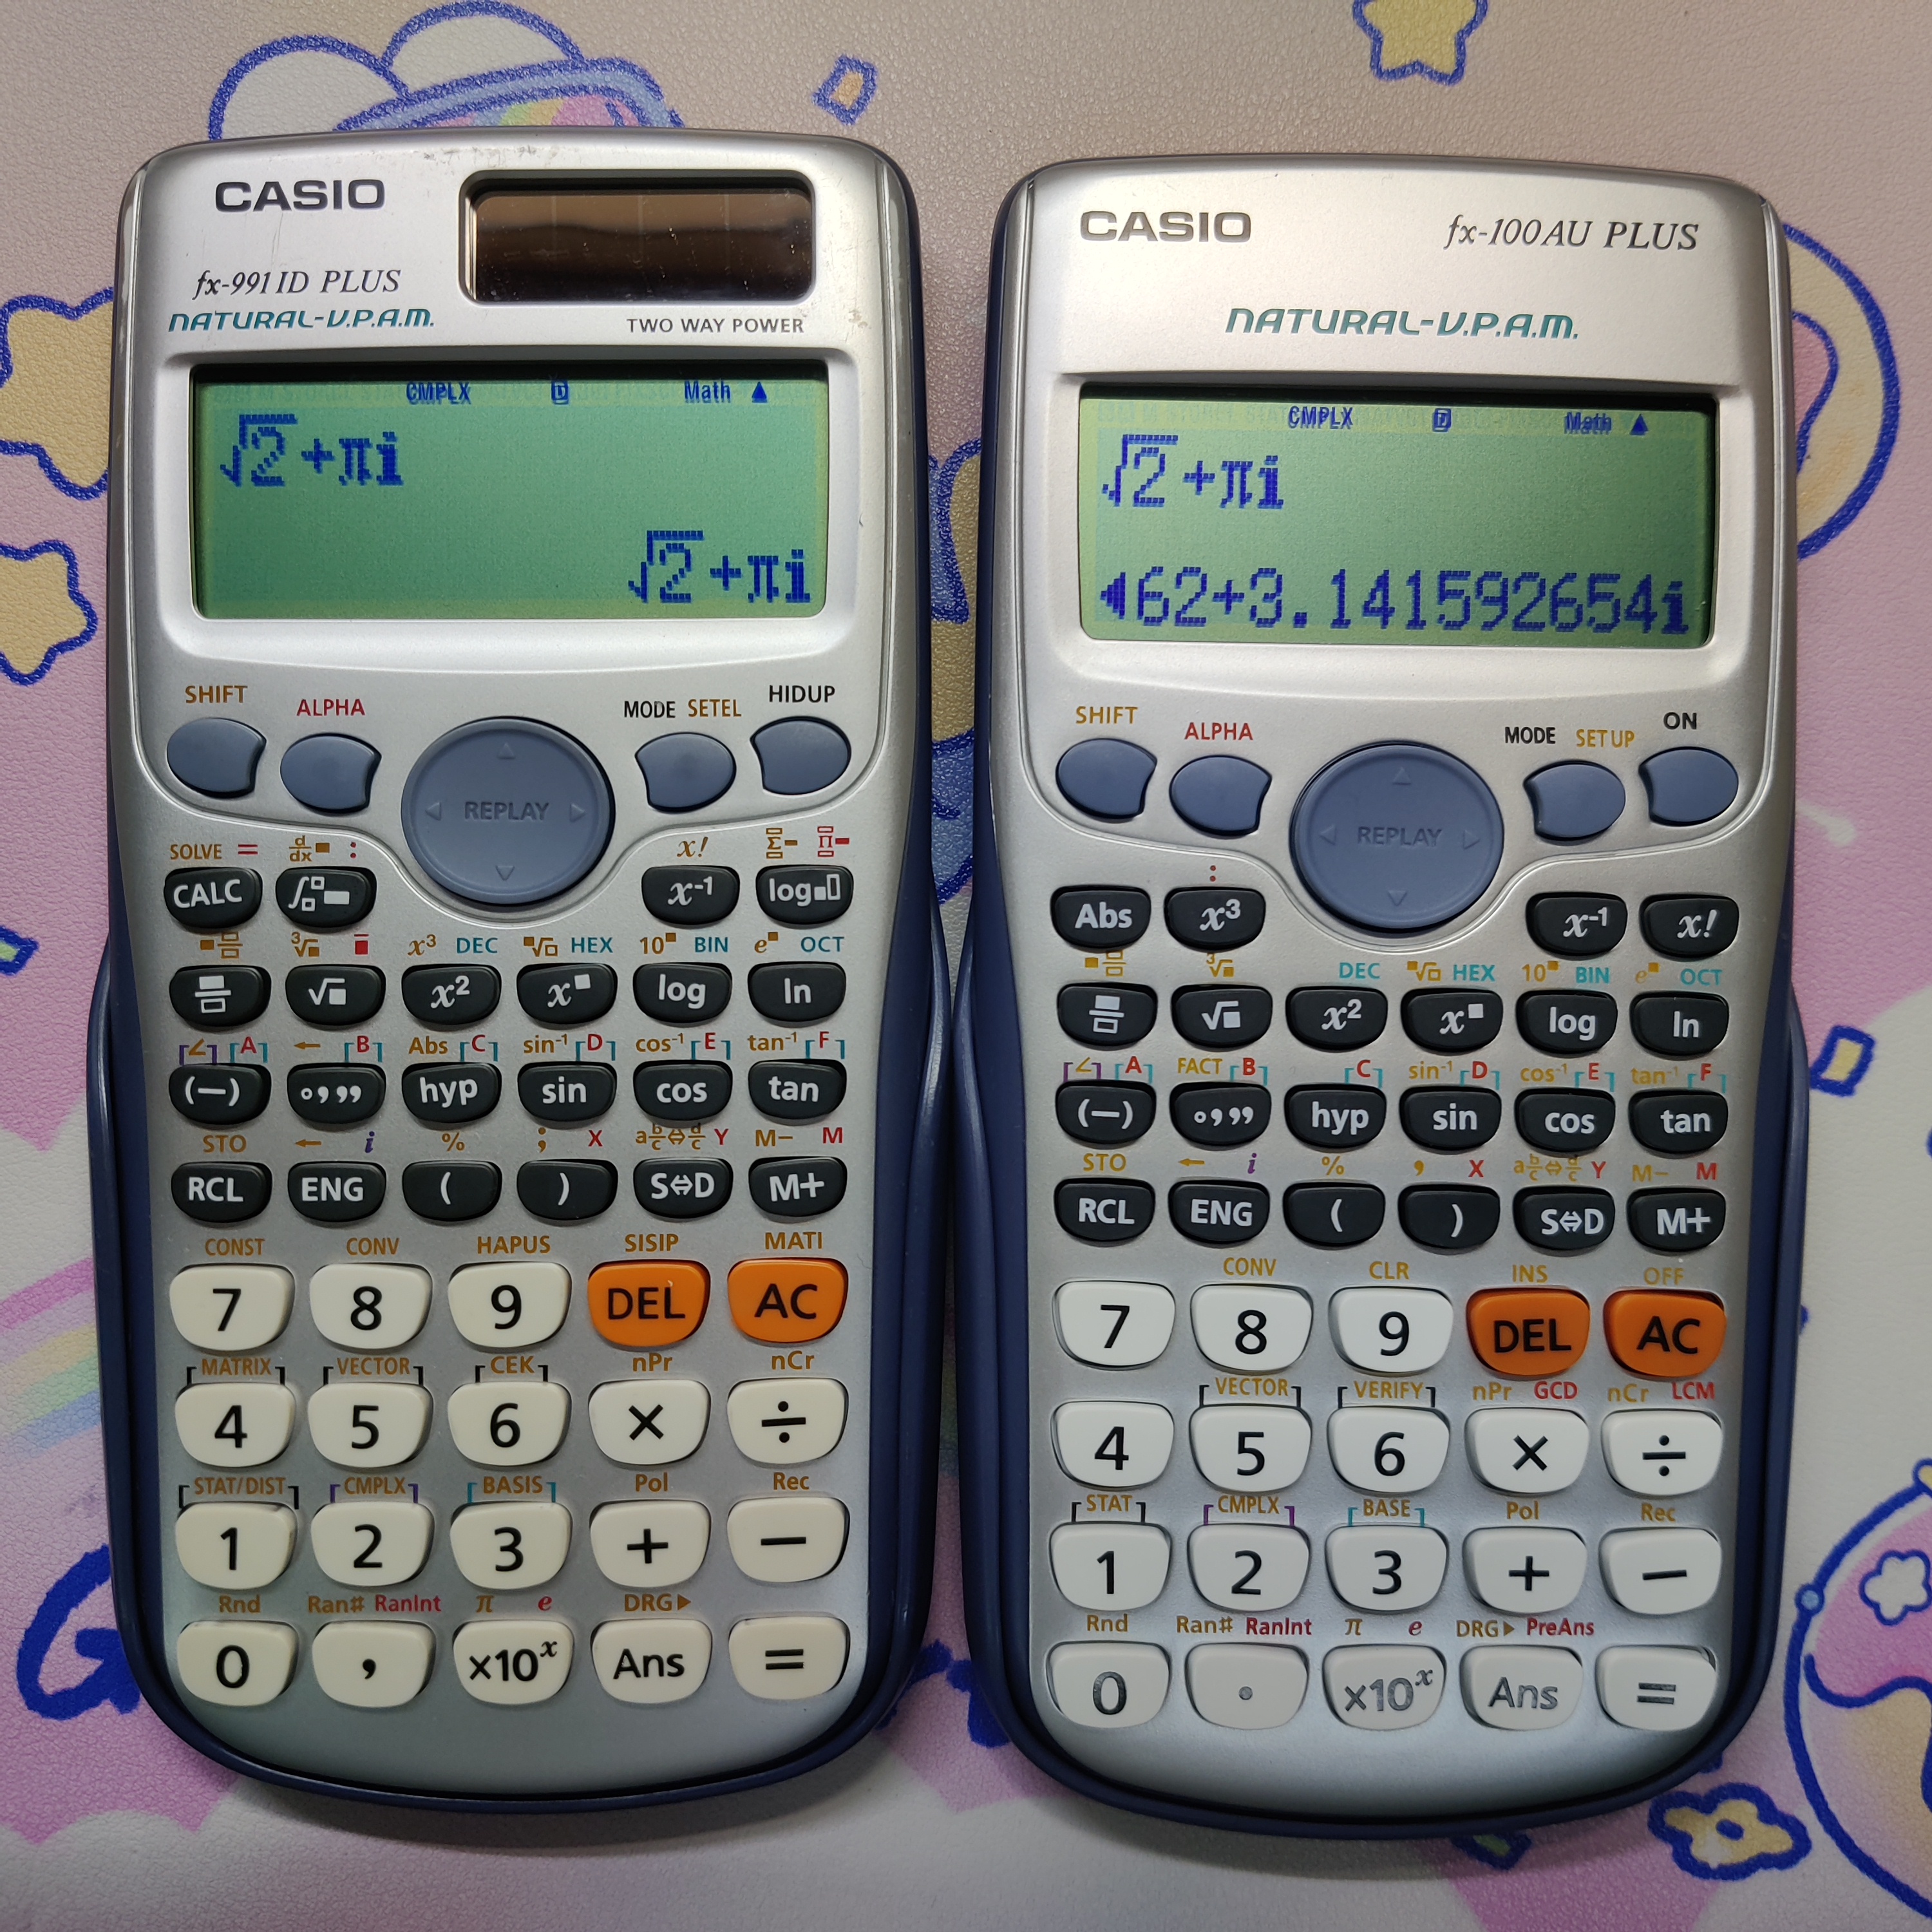 CASIO
fx-991ID PLUS
NATURAL-V.P.A.M.
TWO WAY POWER
CMPLX D Math ▲
√2+πi
√2+πi
SHIFT ALPHA MODE SETEL HIDUP
REPLAY
SOLVE = d/dx■ : x! Σ Π
CALC ∫ x⁻¹ log
³√ x³ DEC √ HEX 10■ BIN e■ OCT
√■ x² x■ log ln
∠ A ← B Abs C sin⁻¹ D cos⁻¹ E tan⁻¹ F
(−) °,,, hyp sin cos tan
STO ← i % ; X a b/c⇔d/c Y M− M
RCL ENG ( ) S⇔D M+
CONST CONV HAPUS SISIP MATI
7 8 9 DEL AC
MATRIX VECTOR CEK nPr nCr
4 5 6 × ÷
STAT/DIST CMPLX BASIS Pol Rec
1 2 3 + −
Rnd Ran# RanInt π e DRG▶
0 , ×10ˣ Ans =
CASIO fx-100AU PLUS
NATURAL-V.P.A.M.
CMPLX D Math ▲
√2+πi
◀62+3.141592654i
SHIFT ALPHA MODE SETUP ON
REPLAY
:
Abs x³ x⁻¹ x!
³√ DEC √ HEX 10■ BIN e■ OCT
√■ x² x■ log ln
∠ A FACT B C sin⁻¹ D cos⁻¹ E tan⁻¹ F
(−) °,,, hyp sin cos tan
STO ← i % , X a b/c⇔d/c Y M− M
RCL ENG ( ) S⇔D M+
CONV CLR INS OFF
7 8 9 DEL AC
VECTOR VERIFY nPr GCD nCr LCM
4 5 6 × ÷
STAT CMPLX BASE Pol Rec
1 2 3 + −
Rnd Ran# RanInt π e DRG▶ PreAns
0 · ×10ˣ Ans =